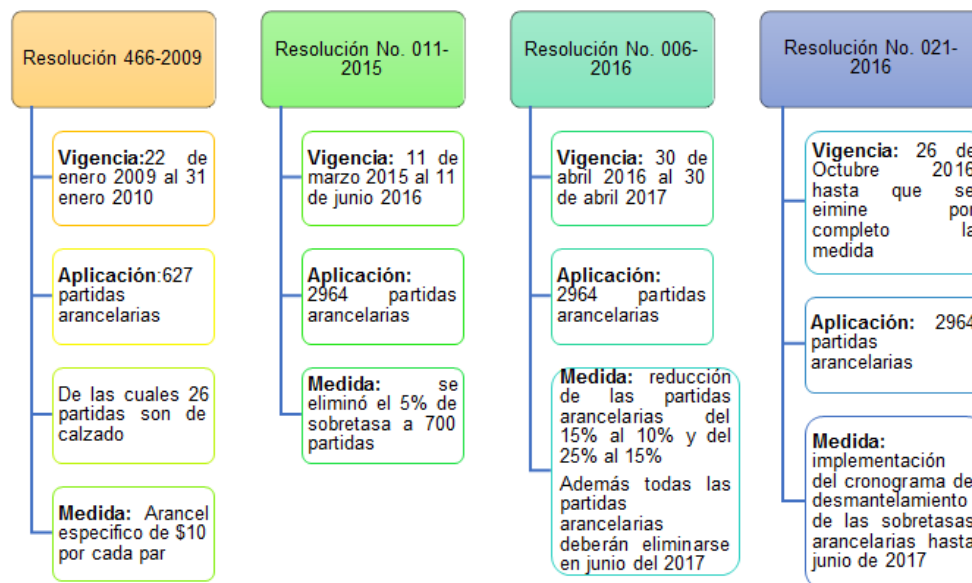 Resolución 466-2009
Vigencia:22 de
enero 2009 al 31
enero 2010
Aplicación:627
partidas
arancelarias
De las cuales 26
partidas son de
calzado
Medida: Arancel
especifico de $10
por cada par
Resolución No. 011-
2015
Vigencia: 11 de
marzo 2015 al 11
de junio 2016
Aplicación:
2964 partidas
arancelarias
Medida: se
eliminó el 5% de
sobretasa a 700
partidas
Resolución No. 006-
2016
Vigencia: 30 de
abril 2016 al 30
de abril 2017
Aplicación:
2964 partidas
arancelarias
Medida: reducción
de las partidas
arancelarias del
15% al 10% y del
25% al 15%
Además todas las
partidas
arancelarias
deberán eliminarse
en junio del 2017
Resolución No. 021-
2016
Vigencia: 26 de
Octubre 2016
hasta que se
eimine por
completo la
medida
Aplicación: 2964
partidas
arancelarias
Medida:
implementación
del cronograma de
desmantelamiento
de las sobretasas
arancelarias hasta
junio de 2017